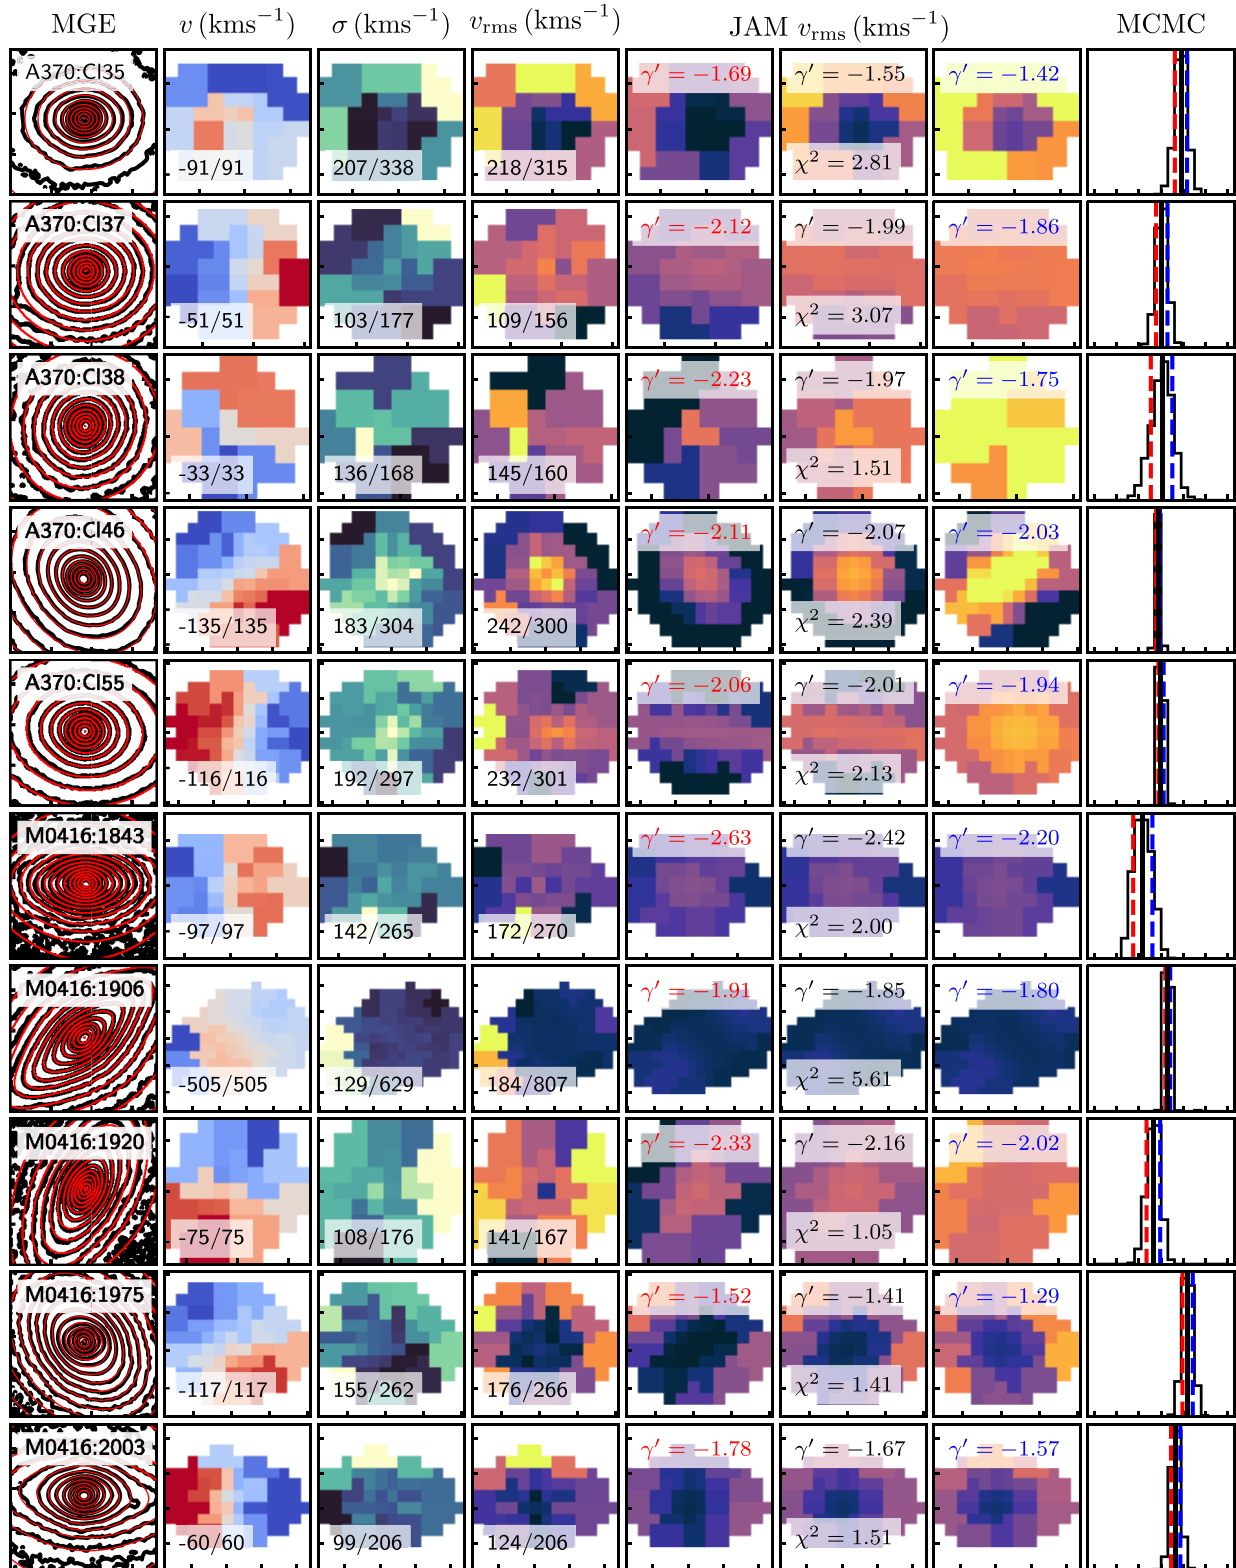 MGE v (kms⁻¹) σ (kms⁻¹) v_rms (kms⁻¹) JAM v_rms (kms⁻¹) MCMC
A370:Cl35 γ′ = −1.69 γ′ = −1.55 γ′ = −1.42
-91/91 207/338 218/315 χ² = 2.81
A370:Cl37 γ′ = −2.12 γ′ = −1.99 γ′ = −1.86
-51/51 103/177 109/156 χ² = 3.07
A370:Cl38 γ′ = −2.23 γ′ = −1.97 γ′ = −1.75
-33/33 136/168 145/160 χ² = 1.51
A370:Cl46 γ′ = −2.11 γ′ = −2.07 γ′ = −2.03
-135/135 183/304 242/300 χ² = 2.39
A370:Cl55 γ′ = −2.06 γ′ = −2.01 γ′ = −1.94
-116/116 192/297 232/301 χ² = 2.13
M0416:1843 γ′ = −2.63 γ′ = −2.42 γ′ = −2.20
-97/97 142/265 172/270 χ² = 2.00
M0416:1906 γ′ = −1.91 γ′ = −1.85 γ′ = −1.80
-505/505 129/629 184/807 χ² = 5.61
M0416:1920 γ′ = −2.33 γ′ = −2.16 γ′ = −2.02
-75/75 108/176 141/167 χ² = 1.05
M0416:1975 γ′ = −1.52 γ′ = −1.41 γ′ = −1.29
-117/117 155/262 176/266 χ² = 1.41
M0416:2003 γ′ = −1.78 γ′ = −1.67 γ′ = −1.57
-60/60 99/206 124/206 χ² = 1.51